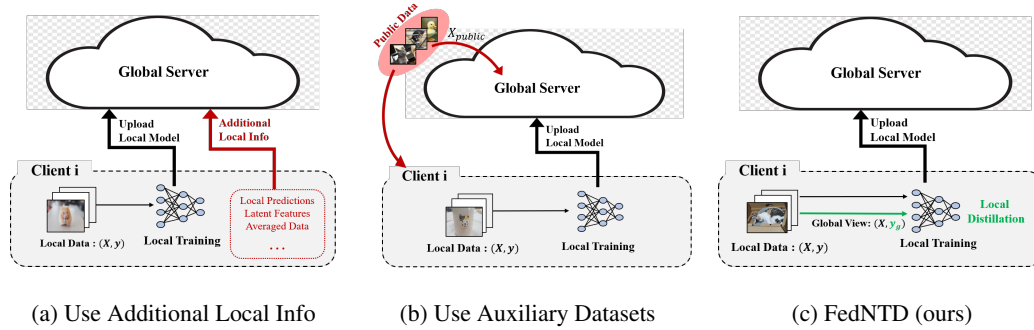 Global Server
Upload
Local Model
Additional
Local Info
Client i
Local Data : (X, y)
Local Training
Local Predictions
Latent Features
Averaged Data
...
(a) Use Additional Local Info
Public Data
X_public
Global Server
Upload
Local Model
Client i
Local Data : (X, y)
Local Training
(b) Use Auxiliary Datasets
Global Server
Upload
Local Model
Client i
Local Data : (X, y)
Global View: (X, y_g)
Local Training
Local
Distillation
(c) FedNTD (ours)